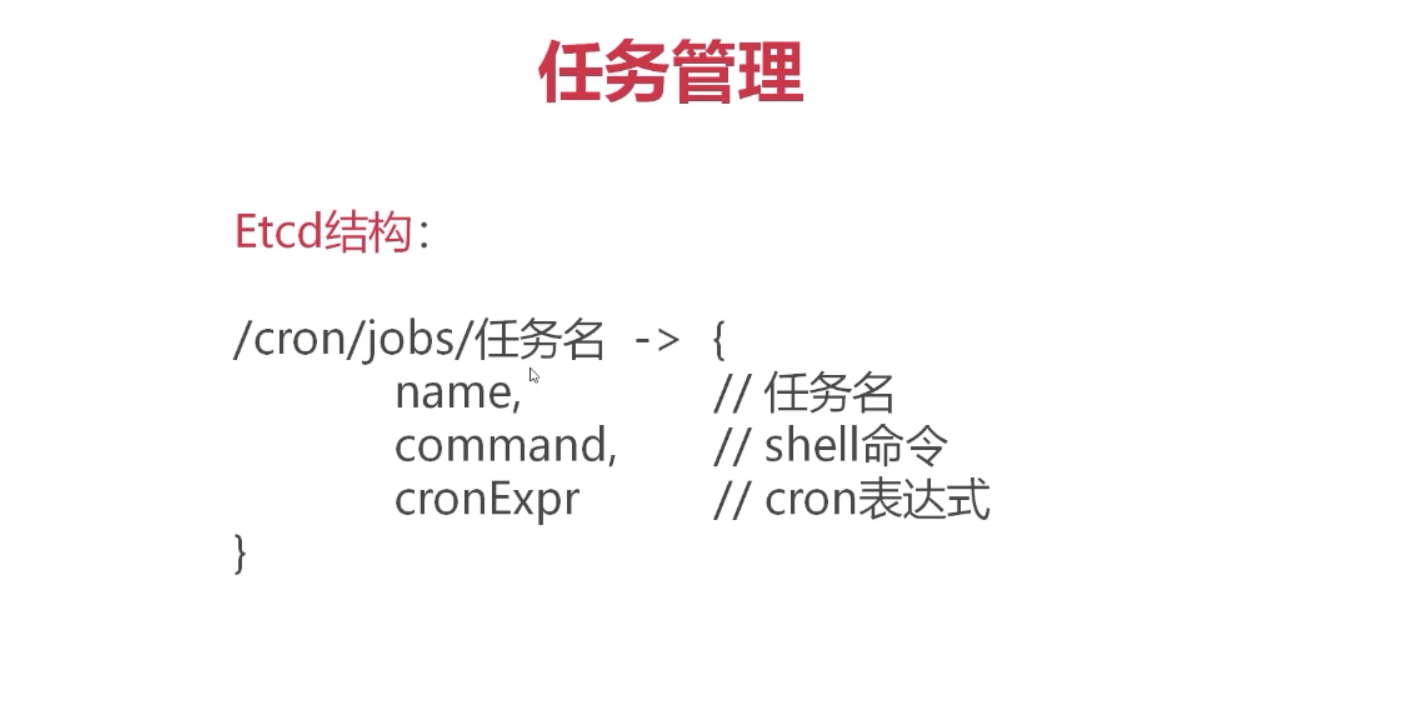 任务管理
Etcd结构：
/cron/jobs/任务名 -> {
name, // 任务名
command, // shell命令
cronExpr // cron表达式
}